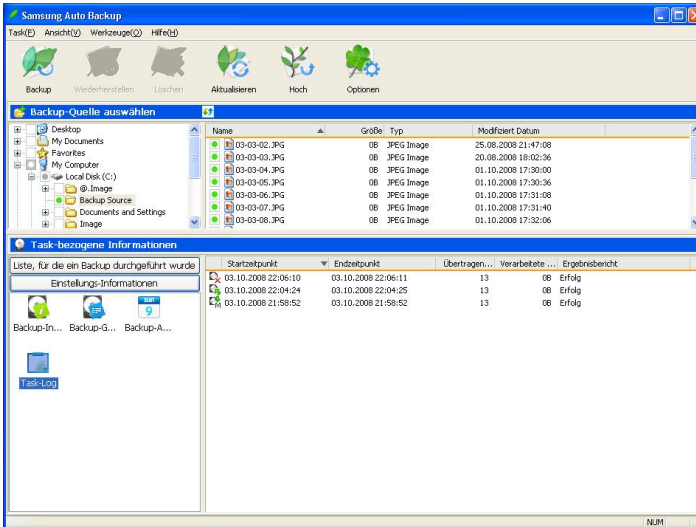 Samsung Auto Backup
Task(F) Ansicht(V) Werkzeuge(O) Hilfe(H)
Backup Wiederherstellen Löschen Aktualisieren Hoch Optionen
Backup-Quelle auswählen
Desktop
My Documents
Favorites
My Computer
Local Disk (C:)
@.Image
Backup Source
Documents and Settings
Image
Name Größe Typ Modifiziert Datum
03-03-02.JPG 0B JPEG Image 25.08.2008 21:47:08
03-03-03.JPG 0B JPEG Image 20.08.2008 18:02:36
03-03-04.JPG 0B JPEG Image 01.10.2008 17:30:00
03-03-05.JPG 0B JPEG Image 01.10.2008 17:30:36
03-03-06.JPG 0B JPEG Image 01.10.2008 17:31:08
03-03-07.JPG 0B JPEG Image 01.10.2008 17:31:40
03-03-08.JPG 0B JPEG Image 01.10.2008 17:32:06
Task-bezogene Informationen
Liste, für die ein Backup durchgeführt wurde
Einstellungs-Informationen
SUN
9
Backup-In... Backup-G... Backup-A...
Task-Log
Startzeitpunkt Endzeitpunkt Übertragen... Verarbeitete ... Ergebnisbericht
03.10.2008 22:06:10 03.10.2008 22:06:11 13 0B Erfolg
03.10.2008 22:04:24 03.10.2008 22:04:25 13 0B Erfolg
03.10.2008 21:58:52 03.10.2008 21:58:52 13 0B Erfolg
NUM